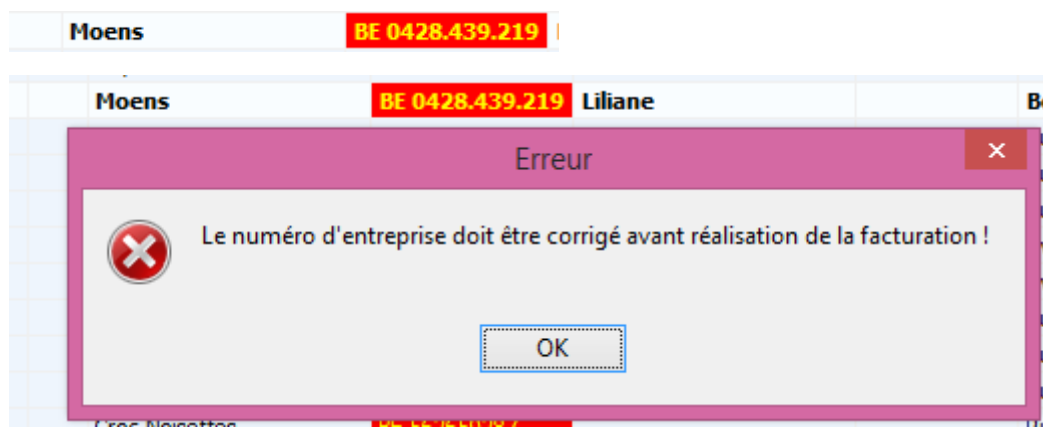 Moens BE 0428.439.219
Moens BE 0428.439.219 Liliane
Erreur
Le numéro d'entreprise doit être corrigé avant réalisation de la facturation !
OK